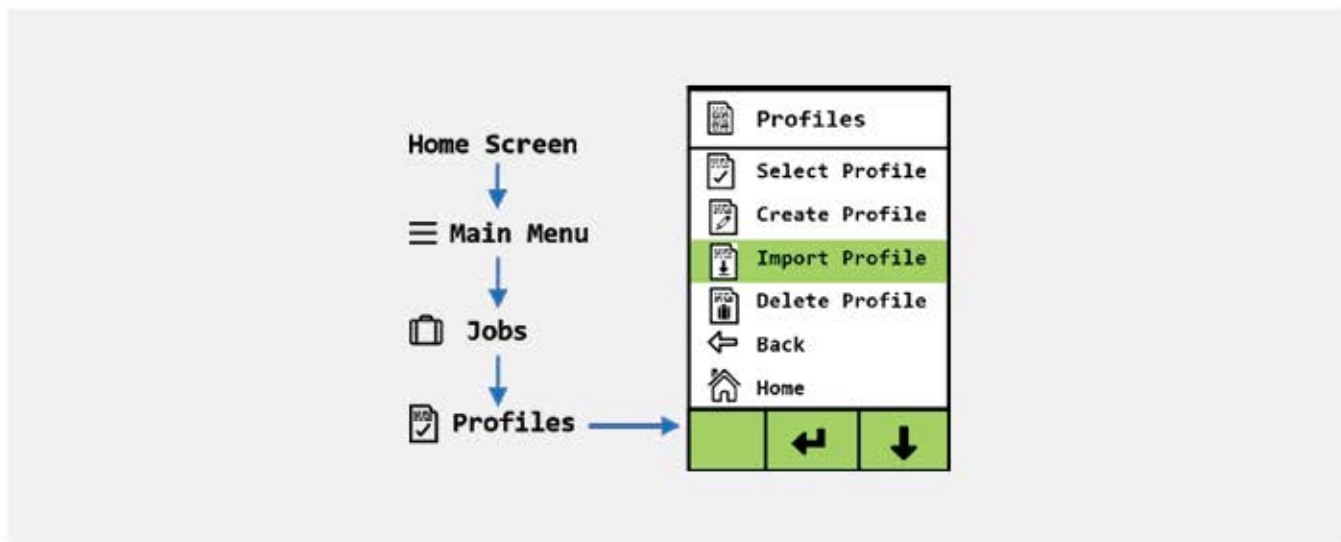 Home Screen
Main Menu
Jobs
Profiles
Profiles
Select Profile
Create Profile
Import Profile
Delete Profile
Back
Home